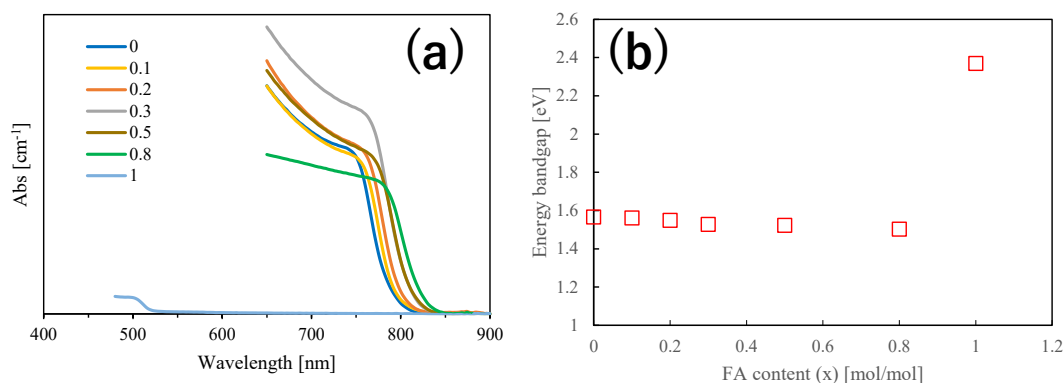 (a)
0
0.1
0.2
0.3
0.5
0.8
1
Abs [cm⁻¹]
400 500 600 700 800 900
Wavelength [nm]
(b)
2.6
2.4
2.2
2
1.8
1.6
1.4
1.2
1
Energy bandgap [eV]
0 0.2 0.4 0.6 0.8 1 1.2
FA content (x) [mol/mol]